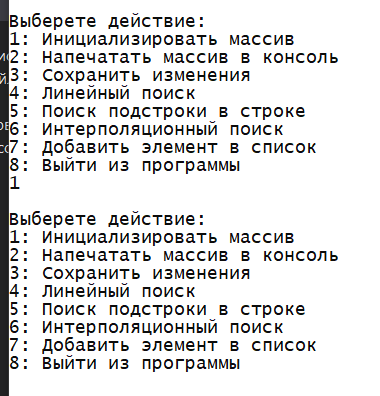 Выберете действие:
1: Инициализировать массив
2: Напечатать массив в консоль
3: Сохранить изменения
4: Линейный поиск
5: Поиск подстроки в строке
6: Интерполяционный поиск
7: Добавить элемент в список
8: Выйти из программы
1
Выберете действие:
1: Инициализировать массив
2: Напечатать массив в консоль
3: Сохранить изменения
4: Линейный поиск
5: Поиск подстроки в строке
6: Интерполяционный поиск
7: Добавить элемент в список
8: Выйти из программы